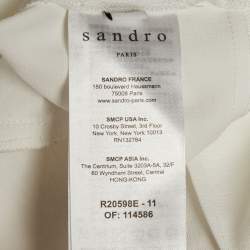 sandro
PARIS
SANDRO FRANCE
150 boulevard Haussmann
75008 Paris
www.sandro-paris.com
SMCP USA Inc.
10 Crosby Street, 3rd Floor
New York, New York 10013
RN132784
SMCP ASIA Inc.
The Centrium, Suite 3203A-5A, 32/F
60 Wyndham Street, Central
HONG-KONG
R20598E - 11
OF: 114586